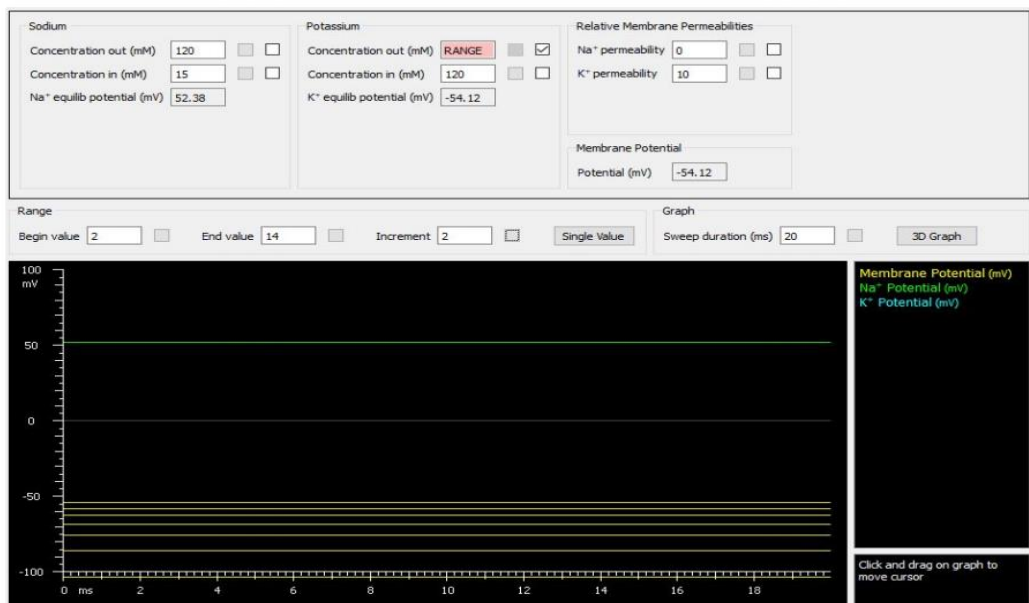 Sodium
Concentration out (mM) 120
Concentration in (mM) 15
Na⁺ equilib potential (mV) 52.38
Potassium
Concentration out (mM) RANGE
Concentration in (mM) 120
K⁺ equilib potential (mV) -54.12
Relative Membrane Permeabilities
Na⁺ permeability 0
K⁺ permeability 10
Membrane Potential
Potential (mV) -54.12
Range
Begin value 2 End value 14 Increment 2 Single Value
Graph
Sweep duration (ms) 20 3D Graph
100
mV
50
0
-50
-100
0 ms 2 4 6 8 10 12 14 16 18
Membrane Potential (mV)
Na⁺ Potential (mV)
K⁺ Potential (mV)
Click and drag on graph to
move cursor